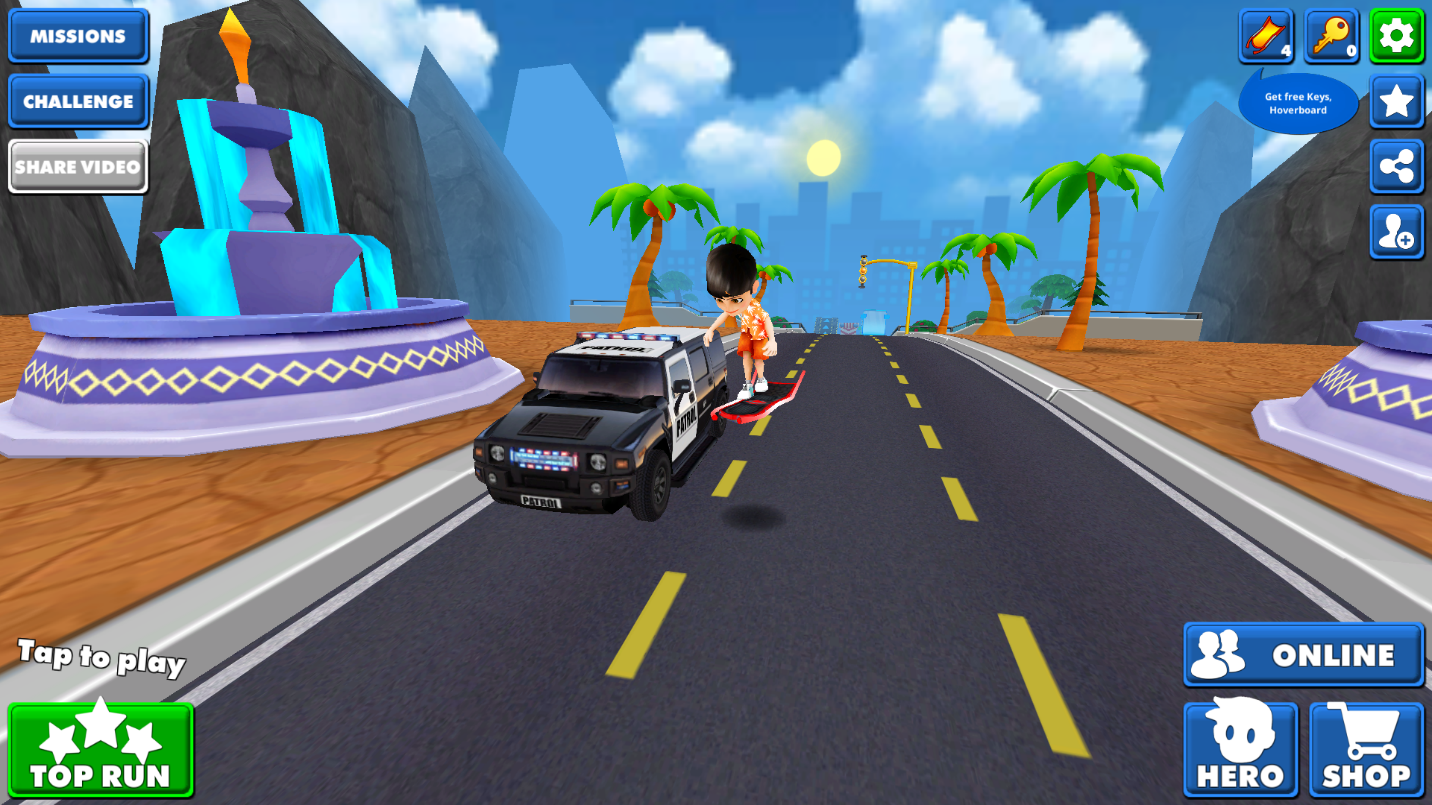 MISSIONS
CHALLENGE
SHARE VIDEO
4
0
Get free Keys,
Hoverboard
PATROL
PATROL
PATROL
Tap to play
TOP RUN
ONLINE
HERO
SHOP